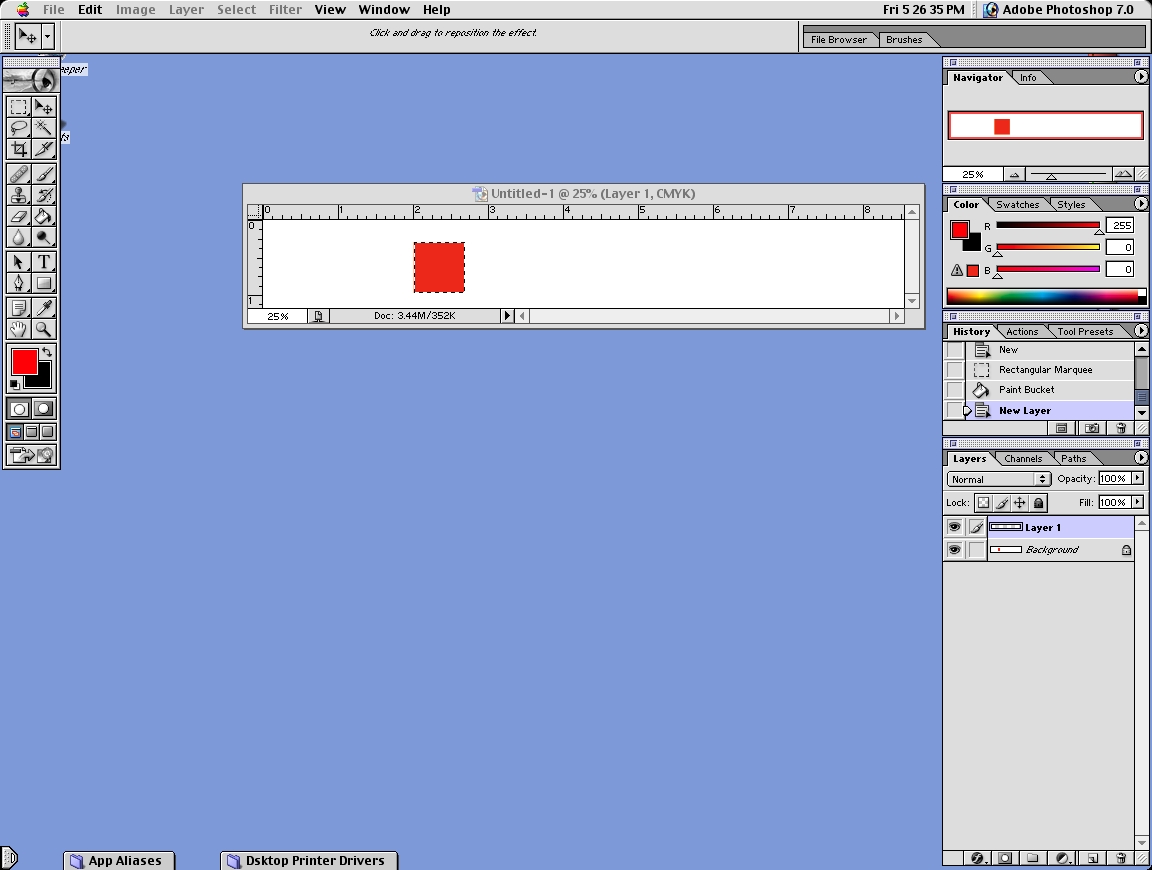 File Edit Image Layer Select Filter View Window Help Fri 5 26 35 PM Adobe Photoshop 7.0
Click and drag to reposition the effect.
File Browser Brushes
eeper
fs
Navigator Info
25%
Untitled-1 @ 25% (Layer 1, CMYK)
0 1 2 3 4 5 6 7 8
0
1
25% Doc: 3.44M/352K
T
Color Swatches Styles
R 255
G 0
B 0
History Actions Tool Presets
New
Rectangular Marquee
Paint Bucket
New Layer
Layers Channels Paths
Normal Opacity: 100%
Lock: Fill: 100%
Layer 1
Background
App Aliases Dsktop Printer Drivers